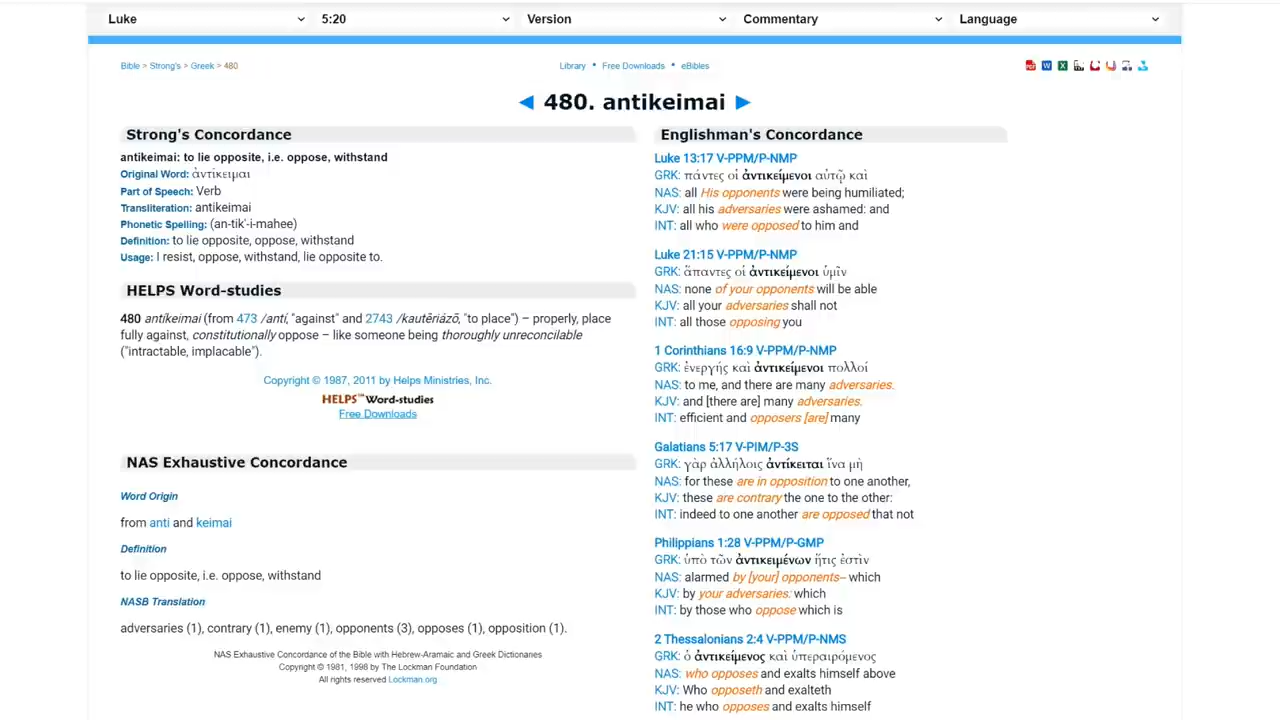 Luke 5:20 Version Commentary Language
Bible > Strong's > Greek > 480
Library • Free Downloads • eBibles
◄ 480. antikeimai ►
Strong's Concordance
antikeimai: to lie opposite, i.e. oppose, withstand
Original Word: ἀντίκειμαι
Part of Speech: Verb
Transliteration: antikeimai
Phonetic Spelling: (an-tik'-i-mahee)
Definition: to lie opposite, oppose, withstand
Usage: I resist, oppose, withstand, lie opposite to.
HELPS Word-studies
480 antíkeimai (from 473 /antí, "against" and 2743 /kautēriázō, "to place") – properly, place
fully against, constitutionally oppose – like someone being thoroughly unreconcilable
("intractable, implacable").
Copyright © 1987, 2011 by Helps Ministries, Inc.
HELPS™Word-studies
Free Downloads
NAS Exhaustive Concordance
Word Origin
from anti and keimai
Definition
to lie opposite, i.e. oppose, withstand
NASB Translation
adversaries (1), contrary (1), enemy (1), opponents (3), opposes (1), opposition (1).
NAS Exhaustive Concordance of the Bible with Hebrew-Aramaic and Greek Dictionaries
Copyright © 1981, 1998 by The Lockman Foundation
All rights reserved Lockman.org
Englishman's Concordance
Luke 13:17 V-PPM/P-NMP
GRK: πάντες οἱ ἀντικείμενοι αὐτῷ καὶ
NAS: all His opponents were being humiliated;
KJV: all his adversaries were ashamed: and
INT: all who were opposed to him and
Luke 21:15 V-PPM/P-NMP
GRK: ἅπαντες οἱ ἀντικείμενοι ὑμῖν
NAS: none of your opponents will be able
KJV: all your adversaries shall not
INT: all those opposing you
1 Corinthians 16:9 V-PPM/P-NMP
GRK: ἐνεργής καὶ ἀντικείμενοι πολλοί
NAS: to me, and there are many adversaries.
KJV: and [there are] many adversaries.
INT: efficient and opposers [are] many
Galatians 5:17 V-PIM/P-3S
GRK: γὰρ ἀλλήλοις ἀντίκειται ἵνα μὴ
NAS: for these are in opposition to one another,
KJV: these are contrary the one to the other:
INT: indeed to one another are opposed that not
Philippians 1:28 V-PPM/P-GMP
GRK: ὑπὸ τῶν ἀντικειμένων ἥτις ἐστὶν
NAS: alarmed by [your] opponents-- which
KJV: by your adversaries: which
INT: by those who oppose which is
2 Thessalonians 2:4 V-PPM/P-NMS
GRK: ὁ ἀντικείμενος καὶ ὑπεραιρόμενος
NAS: who opposes and exalts himself above
KJV: Who opposeth and exalteth
INT: he who opposes and exalts himself